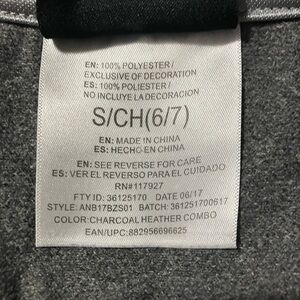 EN: 100% POLYESTER/
EXCLUSIVE OF DECORATION
ES: 100% POLIESTER/
NO INCLUYE LA DECORACION
S/CH(6/7)
EN: MADE IN CHINA
ES: HECHO EN CHINA
EN: SEE REVERSE FOR CARE
ES: VER EL REVERSO PARA EL CUIDADO
RN#117927
FTY ID: 36125170 DATE 06/17
STYLE: ANB17BZS01 BATCH: 361251700617
COLOR: CHARCOAL HEATHER COMBO
EAN/UPC: 882956696625